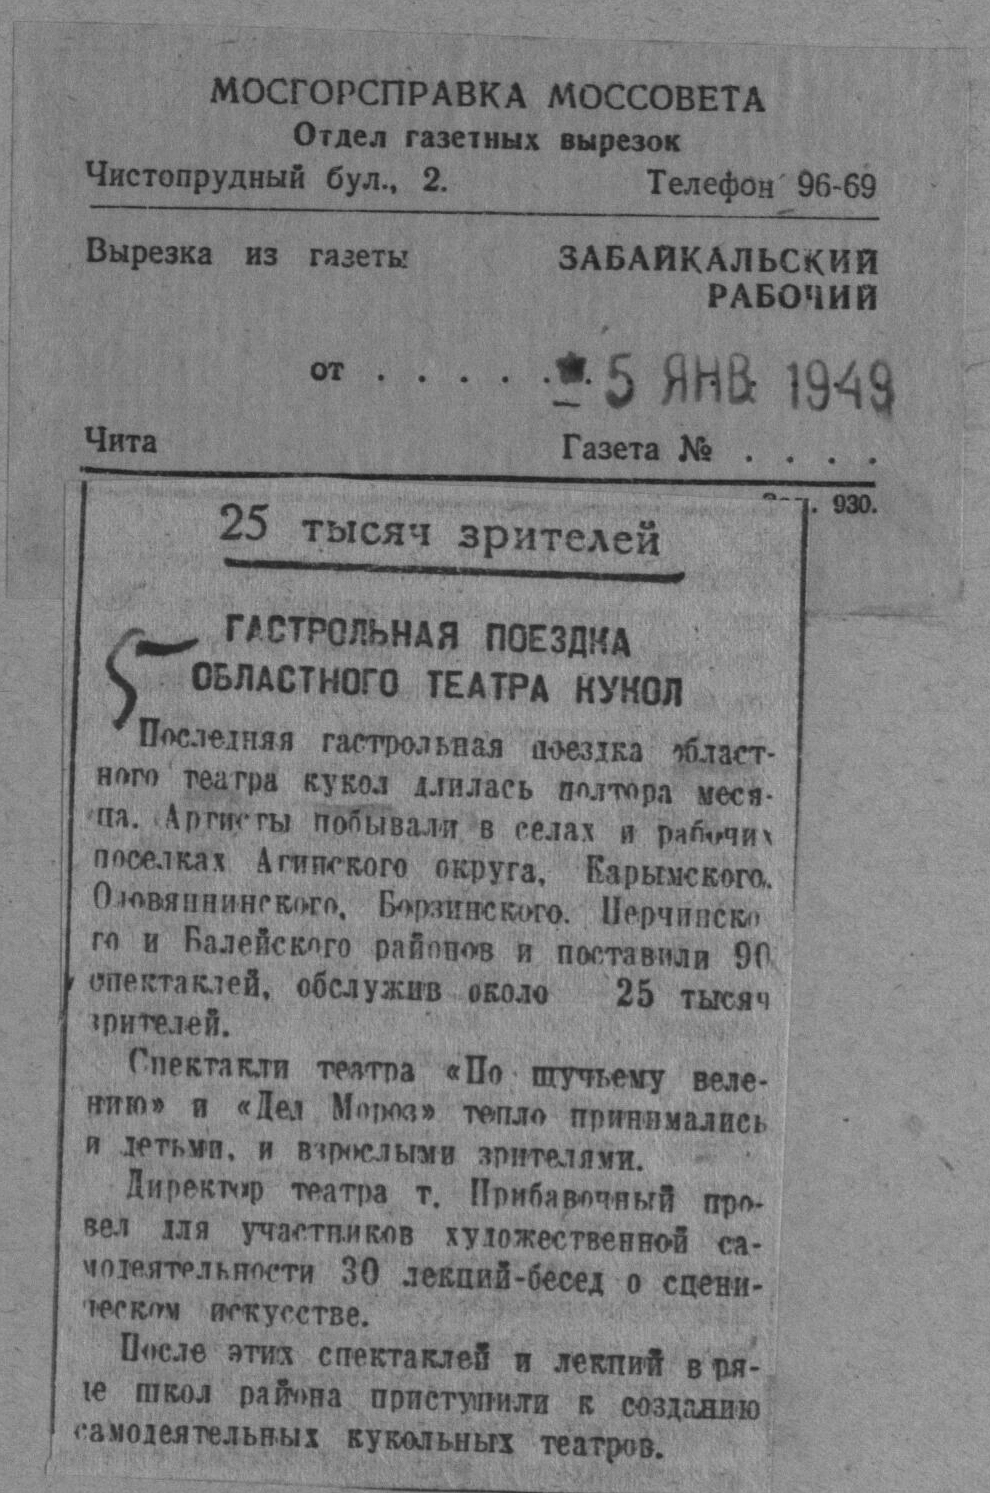 МОСГОРСПРАВКА МОССОВЕТА
Отдел газетных вырезок
Чистопрудный бул., 2. Телефон 96-69
Вырезка из газеты ЗАБАЙКАЛЬСКИЙ
РАБОЧИЙ
от . . . . . . 5 ЯНВ 1949
Чита Газета № . . . .
930.
25 тысяч зрителей
ГАСТРОЛЬНАЯ ПОЕЗДКА
ОБЛАСТНОГО ТЕАТРА КУКОЛ
Последняя гастрольная поездка област-
ного театра кукол длилась полтора меся-
ца. Артисты побывали в селах и рабочих
поселках Агинского округа, Карымского,
Оловяннинского, Борзинского, Нерчинско
го и Балейского районов и поставили 90
спектаклей, обслужив около 25 тысяч
зрителей.
Спектакли театра «По щучьему веле-
нию» и «Дед Мороз» тепло принимались
и детьми, и взрослыми зрителями.
Директор театра т. Прибавочный про-
вел для участников художественной са-
модеятельности 30 лекций-бесед о сцени-
ческом искусстве.
После этих спектаклей и лекций в ря-
де школ района приступили к созданию
самодеятельных кукольных театров.